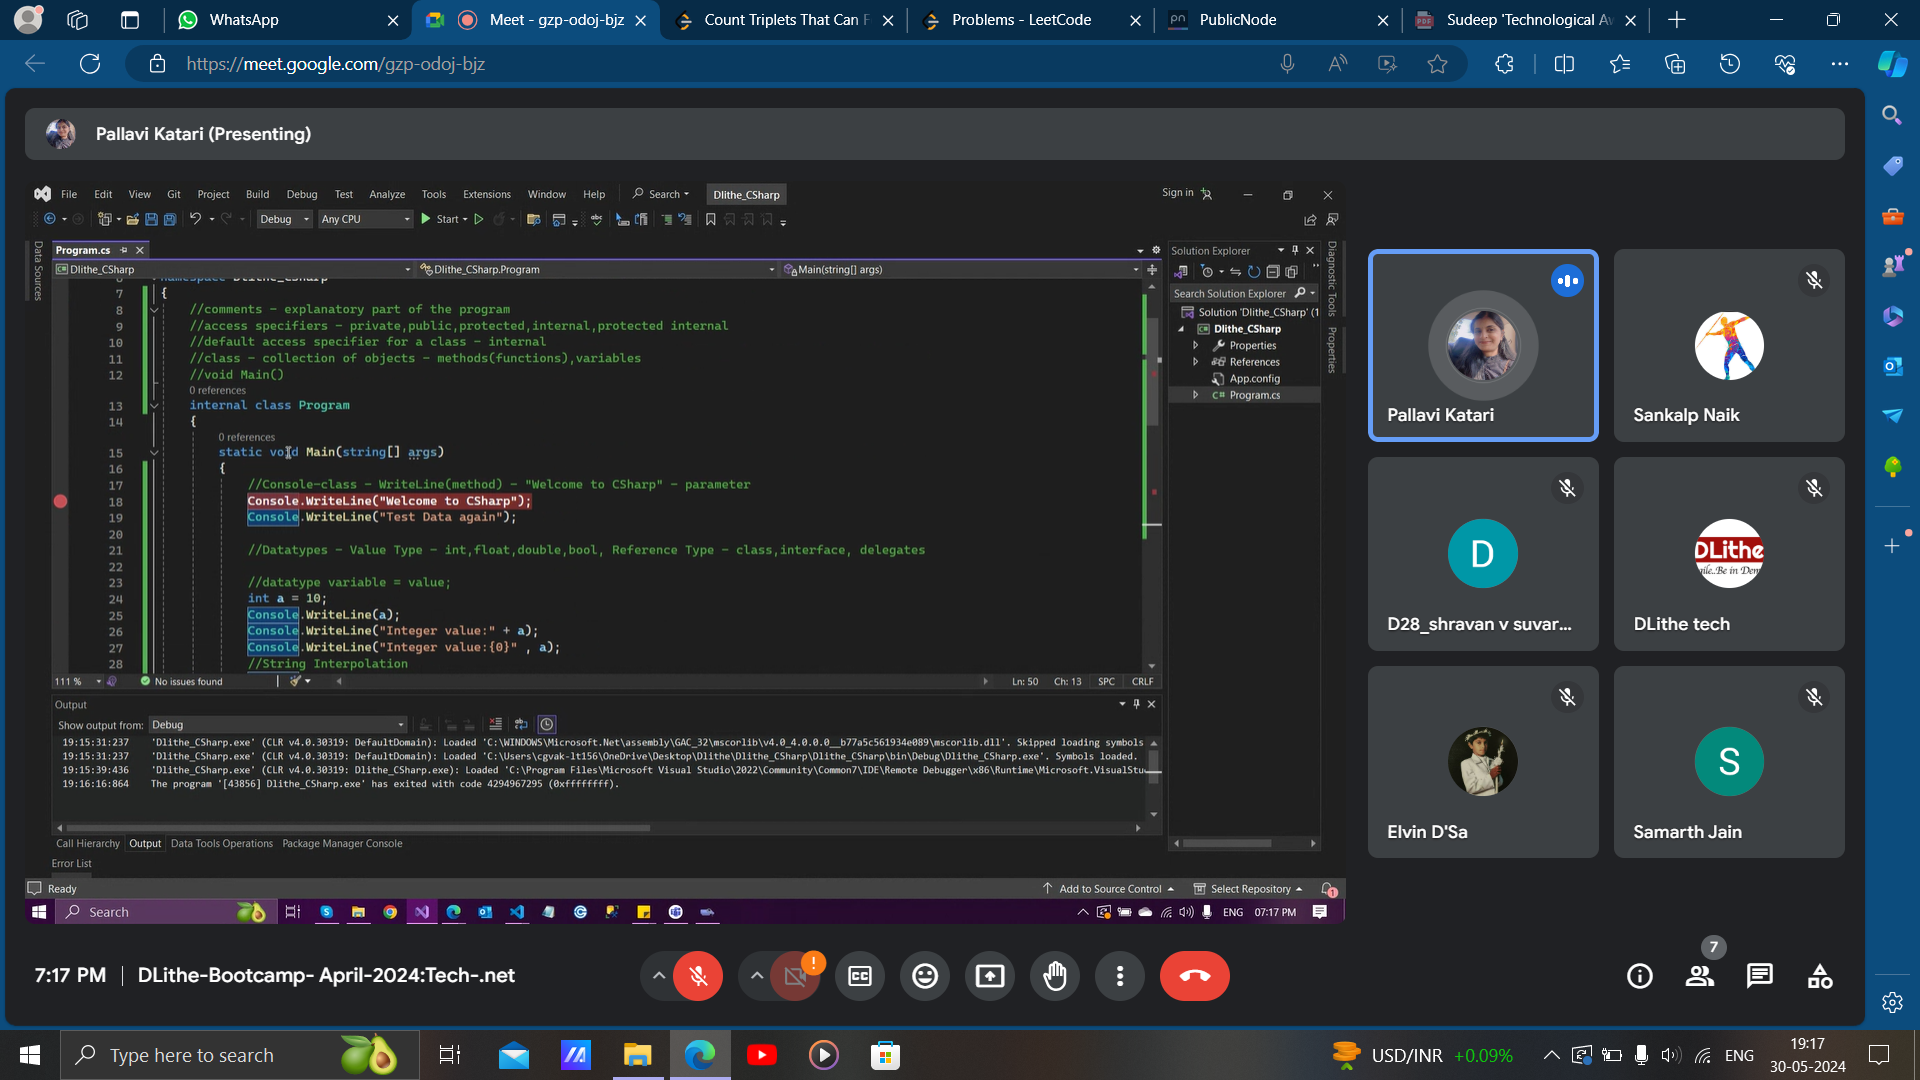 WhatsApp
Meet - gzp-odoj-bjz
Count Triplets That Can F
Problems - LeetCode
PublicNode
Sudeep 'Technological A
https://meet.google.com/gzp-odoj-bjz
Pallavi Katari (Presenting)
File Edit View Git Project Build Debug Test Analyze Tools Extensions Window Help Search Dlithe_CSharp Sign in
Debug Any CPU Start
Data Sources
Program.cs
Dlithe_CSharp Dlithe_CSharp.Program Main(string[] args)
namespace Dlithe_CSharp
7 {
8 //comments - explanatory part of the program
9 //access specifiers - private,public,protected,internal,protected internal
10 //default access specifier for a class - internal
11 //class - collection of objects - methods(functions),variables
12 //void Main()
0 references
13 internal class Program
14 {
0 references
15 static void Main(string[] args)
16 {
17 //Console-class - WriteLine(method) - "Welcome to CSharp" - parameter
18 Console.WriteLine("Welcome to CSharp");
19 Console.WriteLine("Test Data again");
20
21 //Datatypes - Value Type - int,float,double,bool, Reference Type - class,interface, delegates
22
23 //datatype variable = value;
24 int a = 10;
25 Console.WriteLine(a);
26 Console.WriteLine("Integer value:" + a);
27 Console.WriteLine("Integer value:{0}" , a);
28 //String Interpolation
111 % No issues found Ln: 50 Ch: 13 SPC CRLF
Solution Explorer
Search Solution Explorer
Solution 'Dlithe_CSharp' (1
Dlithe_CSharp
Properties
References
App.config
C# Program.cs
Diagnostic Tools
Properties
Output
Show output from: Debug
19:15:31:237 'Dlithe_CSharp.exe' (CLR v4.0.30319: DefaultDomain): Loaded 'C:\WINDOWS\Microsoft.Net\assembly\GAC_32\mscorlib\v4.0_4.0.0.0__b77a5c561934e089\mscorlib.dll'. Skipped loading symbols
19:15:31:237 'Dlithe_CSharp.exe' (CLR v4.0.30319: DefaultDomain): Loaded 'C:\Users\cgvak-lt156\OneDrive\Desktop\Dlithe\Dlithe_CSharp\Dlithe_CSharp\bin\Debug\Dlithe_CSharp.exe'. Symbols loaded.
19:15:39:436 'Dlithe_CSharp.exe' (CLR v4.0.30319: Dlithe_CSharp.exe): Loaded 'C:\Program Files\Microsoft Visual Studio\2022\Community\Common7\IDE\Remote Debugger\x86\Runtime\Microsoft.VisualStu
19:16:16:864 The program '[43856] Dlithe_CSharp.exe' has exited with code 4294967295 (0xffffffff).
Call Hierarchy Output Data Tools Operations Package Manager Console
Error List
Ready Add to Source Control Select Repository 1
Search ENG 07:17 PM
Pallavi Katari
Sankalp Naik
D
D28_shravan v suvar...
DLithe
DLithe tech
Elvin D'Sa
S
Samarth Jain
7:17 PM | DLithe-Bootcamp- April-2024:Tech-.net
CC
!
7
Type here to search
USD/INR +0.09%
ENG
19:17
30-05-2024